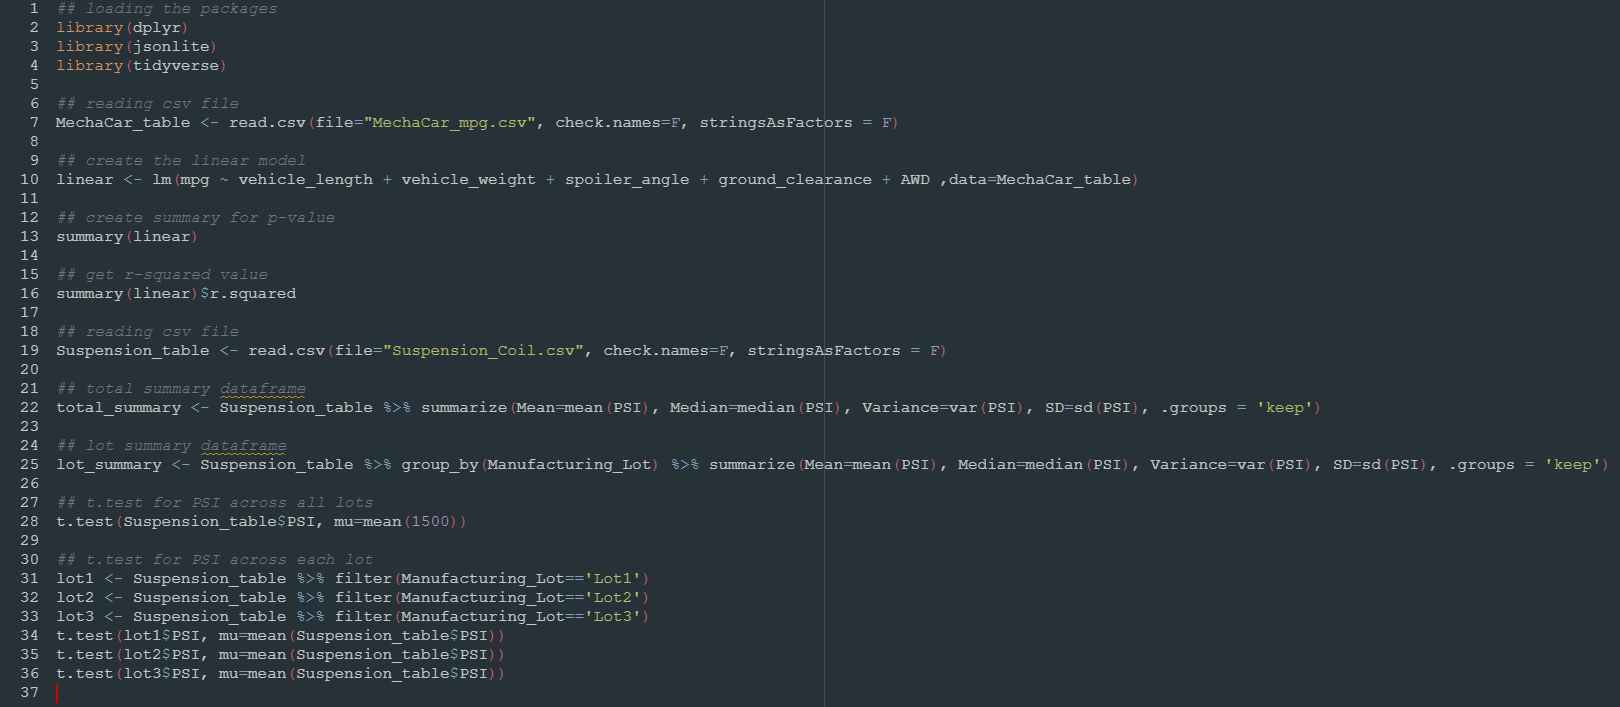 1 ## loading the packages
2 library(dplyr)
3 library(jsonlite)
4 library(tidyverse)
5
6 ## reading csv file
7 MechaCar_table <- read.csv(file="MechaCar_mpg.csv", check.names=F, stringsAsFactors = F)
8
9 ## create the linear model
10 linear <- lm(mpg ~ vehicle_length + vehicle_weight + spoiler_angle + ground_clearance + AWD ,data=MechaCar_table)
11
12 ## create summary for p-value
13 summary(linear)
14
15 ## get r-squared value
16 summary(linear)$r.squared
17
18 ## reading csv file
19 Suspension_table <- read.csv(file="Suspension_Coil.csv", check.names=F, stringsAsFactors = F)
20
21 ## total summary dataframe
22 total_summary <- Suspension_table %>% summarize(Mean=mean(PSI), Median=median(PSI), Variance=var(PSI), SD=sd(PSI), .groups = 'keep')
23
24 ## lot summary dataframe
25 lot_summary <- Suspension_table %>% group_by(Manufacturing_Lot) %>% summarize(Mean=mean(PSI), Median=median(PSI), Variance=var(PSI), SD=sd(PSI), .groups = 'keep')
26
27 ## t.test for PSI across all lots
28 t.test(Suspension_table$PSI, mu=mean(1500))
29
30 ## t.test for PSI across each lot
31 lot1 <- Suspension_table %>% filter(Manufacturing_Lot=='Lot1')
32 lot2 <- Suspension_table %>% filter(Manufacturing_Lot=='Lot2')
33 lot3 <- Suspension_table %>% filter(Manufacturing_Lot=='Lot3')
34 t.test(lot1$PSI, mu=mean(Suspension_table$PSI))
35 t.test(lot2$PSI, mu=mean(Suspension_table$PSI))
36 t.test(lot3$PSI, mu=mean(Suspension_table$PSI))
37